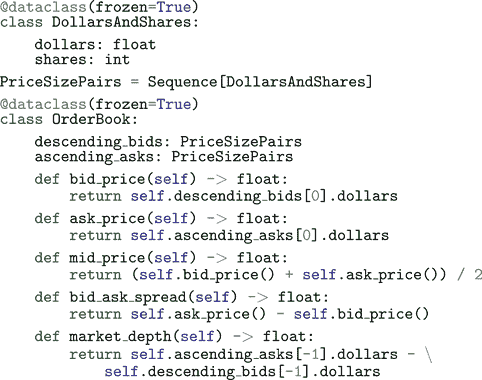 @dataclass(frozen=True)
class DollarsAndShares:
    dollars: float
    shares: int
PriceSizePairs = Sequence[DollarsAndShares]
@dataclass(frozen=True)
class OrderBook:
    descending_bids: PriceSizePairs
    ascending_asks: PriceSizePairs
    def bid_price(self) -> float:
        return self.descending_bids[0].dollars
    def ask_price(self) -> float:
        return self.ascending_asks[0].dollars
    def mid_price(self) -> float:
        return (self.bid_price() + self.ask_price()) / 2
    def bid_ask_spread(self) -> float:
        return self.ask_price() - self.bid_price()
    def market_depth(self) -> float:
        return self.ascending_asks[-1].dollars - \
            self.descending_bids[-1].dollars